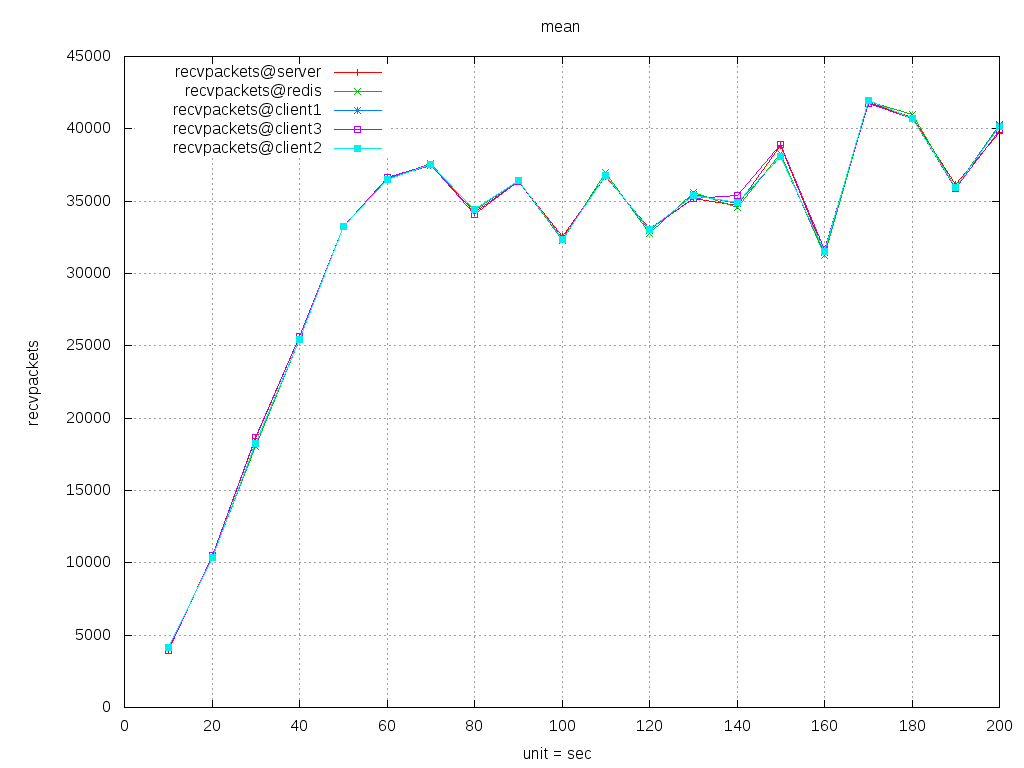 mean
45000
40000
35000
30000
25000
20000
15000
10000
5000
0
recvpackets
recvpackets@server
recvpackets@redis
recvpackets@client1
recvpackets@client3
recvpackets@client2
0 20 40 60 80 100 120 140 160 180 200
unit = sec